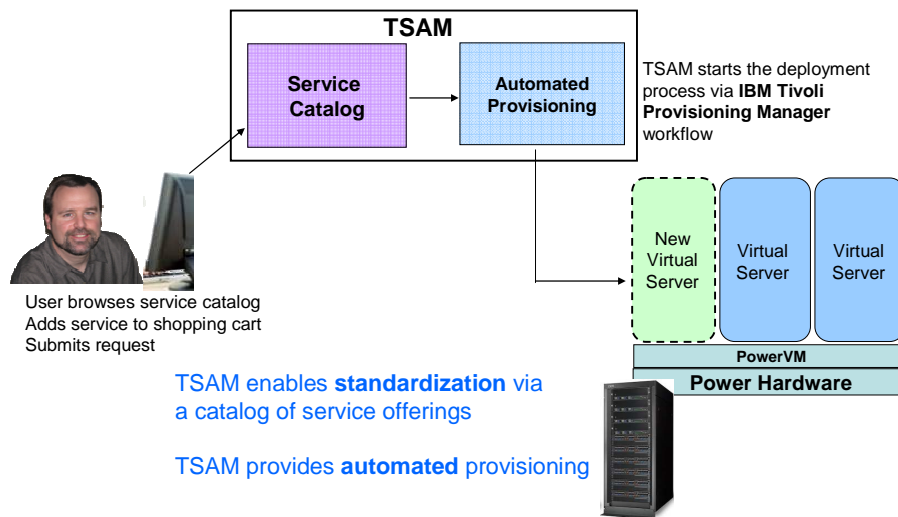 TSAM
Service
Catalog
Automated
Provisioning
TSAM starts the deployment
process via IBM Tivoli
Provisioning Manager
workflow
User browses service catalog
Adds service to shopping cart
Submits request
New
Virtual
Server
Virtual
Server
Virtual
Server
PowerVM
Power Hardware
TSAM enables standardization via
a catalog of service offerings
TSAM provides automated provisioning